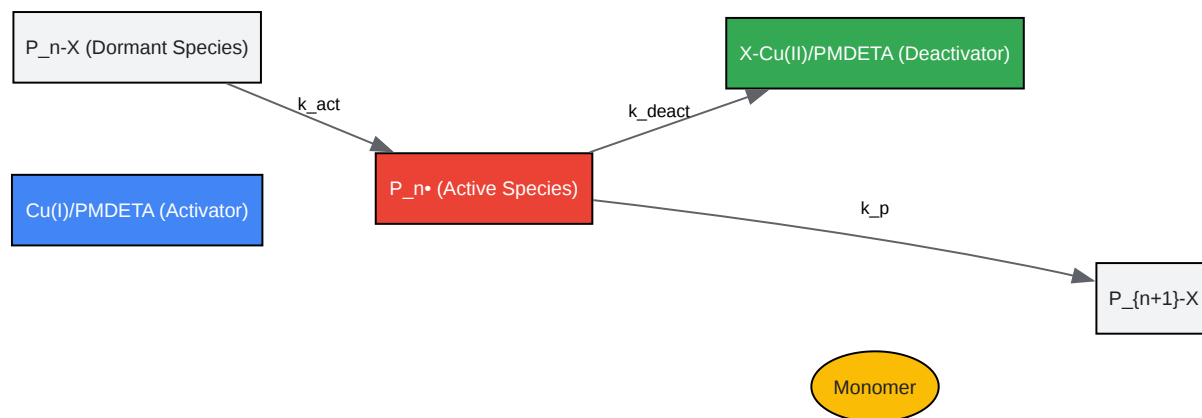 P_n-X (Dormant Species)
X-Cu(II)/PMDETA (Deactivator)
k_act
k_deact
P_n• (Active Species)
Cu(I)/PMDETA (Activator)
k_p
P_{n+1}-X
Monomer